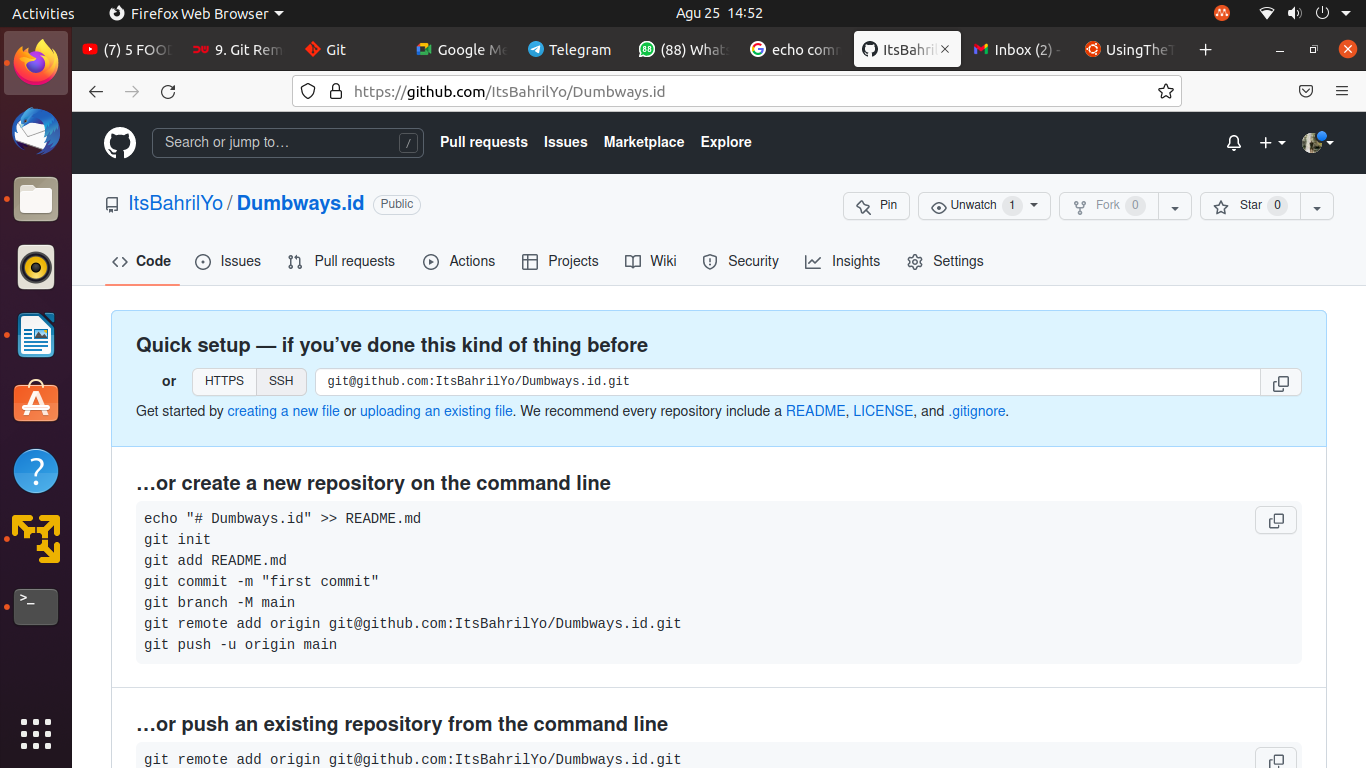 Activities Firefox Web Browser Agu 25 14:52
(7) 5 FOOD 9. Git Rem Git Google Me Telegram (88) Whats echo comm ItsBahril Inbox (2) - UsingTheT
https://github.com/ItsBahrilYo/Dumbways.id
Search or jump to… / Pull requests Issues Marketplace Explore
ItsBahrilYo / Dumbways.id Public Pin Unwatch 1 Fork 0 Star 0
Code Issues Pull requests Actions Projects Wiki Security Insights Settings
Quick setup — if you’ve done this kind of thing before
or HTTPS SSH git@github.com:ItsBahrilYo/Dumbways.id.git
Get started by creating a new file or uploading an existing file. We recommend every repository include a README, LICENSE, and .gitignore.
…or create a new repository on the command line
echo "# Dumbways.id" >> README.md
git init
git add README.md
git commit -m "first commit"
git branch -M main
git remote add origin git@github.com:ItsBahrilYo/Dumbways.id.git
git push -u origin main
…or push an existing repository from the command line
git remote add origin git@github.com:ItsBahrilYo/Dumbways.id.git